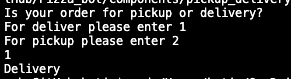 Is your order for pickup or delivery?
For deliver please enter 1
For pickup please enter 2
1
Delivery